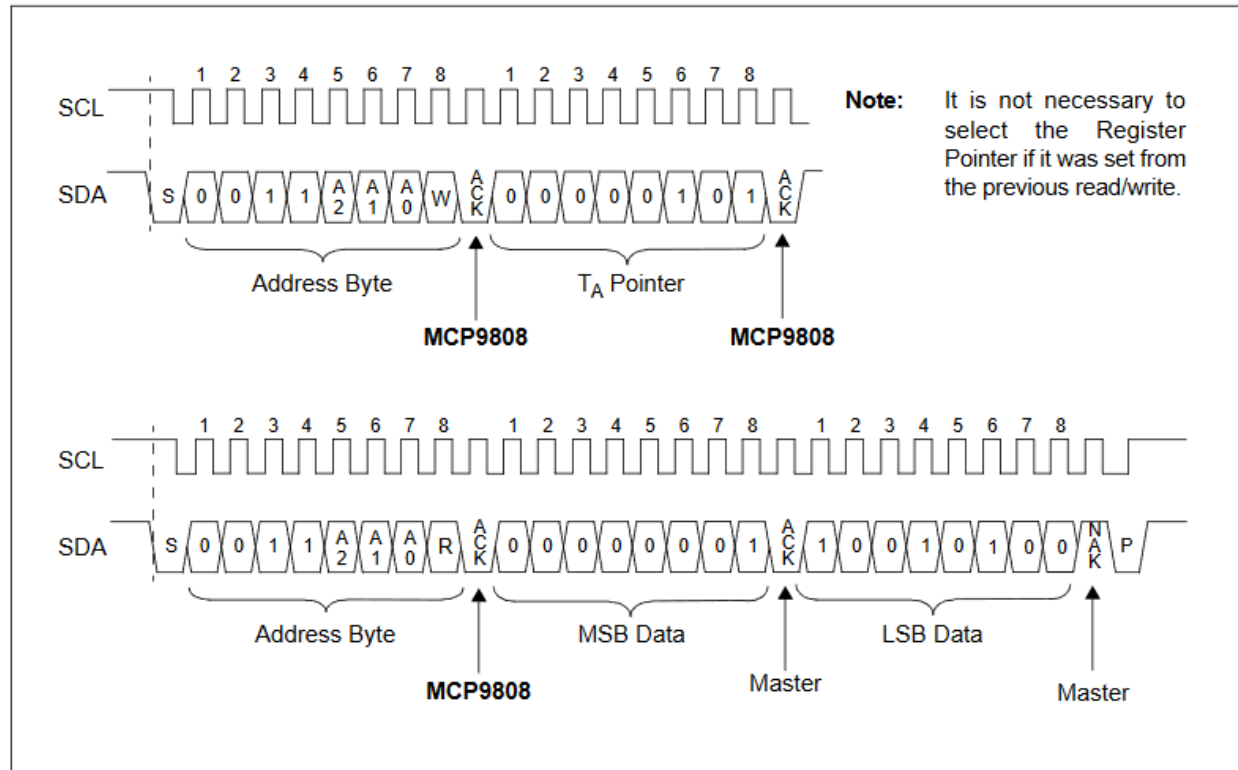 1 2 3 4 5 6 7 8 1 2 3 4 5 6 7 8
SCL
Note: It is not necessary to
select the Register
Pointer if it was set from
the previous read/write.
SDA S 0 0 1 1 A2 A1 A0 W ACK 0 0 0 0 0 1 0 1 ACK
Address Byte TA Pointer
MCP9808 MCP9808
1 2 3 4 5 6 7 8 1 2 3 4 5 6 7 8 1 2 3 4 5 6 7 8
SCL
SDA S 0 0 1 1 A2 A1 A0 R ACK 0 0 0 0 0 0 0 1 ACK 1 0 0 1 0 1 0 0 NAK P
Address Byte MSB Data LSB Data
MCP9808 Master Master